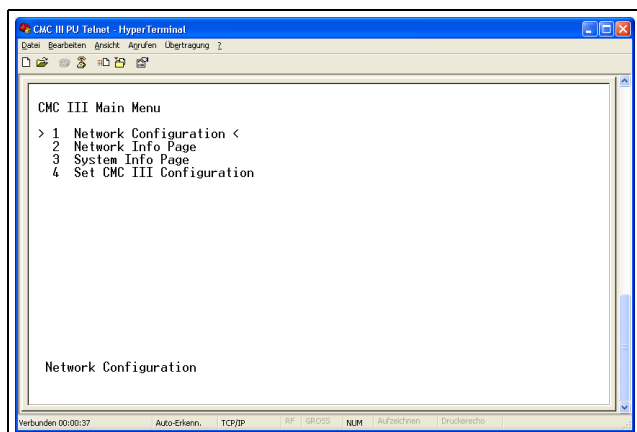 CMC III PU Telnet - HyperTerminal
Datei Bearbeiten Ansicht Anrufen Übertragung ?
CMC III Main Menu
> 1 Network Configuration <
2 Network Info Page
3 System Info Page
4 Set CMC III Configuration
Network Configuration
Verbunden 00:00:37 Auto-Erkenn. TCP/IP RF GROSS NUM Aufzeichnen Druckerecho